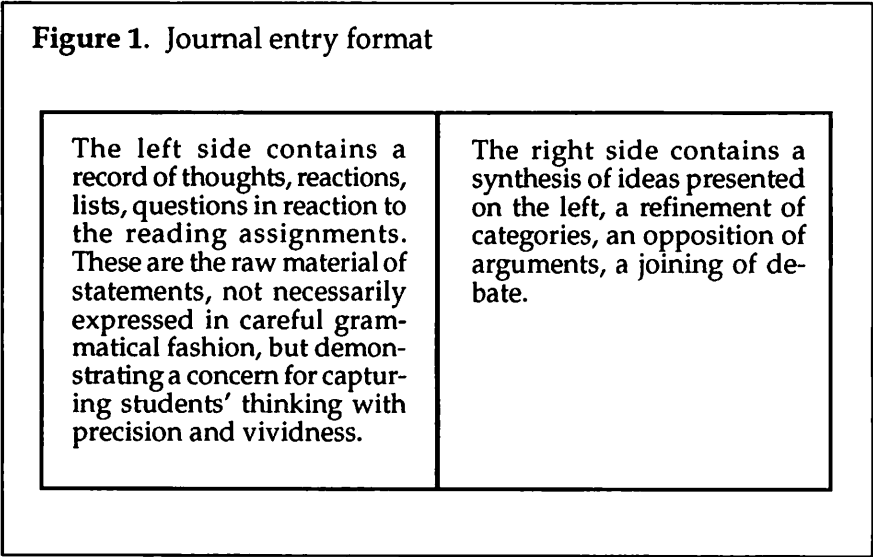 Figure 1. Journal entry format
The left side contains a
record of thoughts, reactions,
lists, questions in reaction to
the reading assignments.
These are the raw material of
statements, not necessarily
expressed in careful gram-
matical fashion, but demon-
strating a concern for captur-
ing students' thinking with
precision and vividness.
The right side contains a
synthesis of ideas presented
on the left, a refinement of
categories, an opposition of
arguments, a joining of de-
bate.